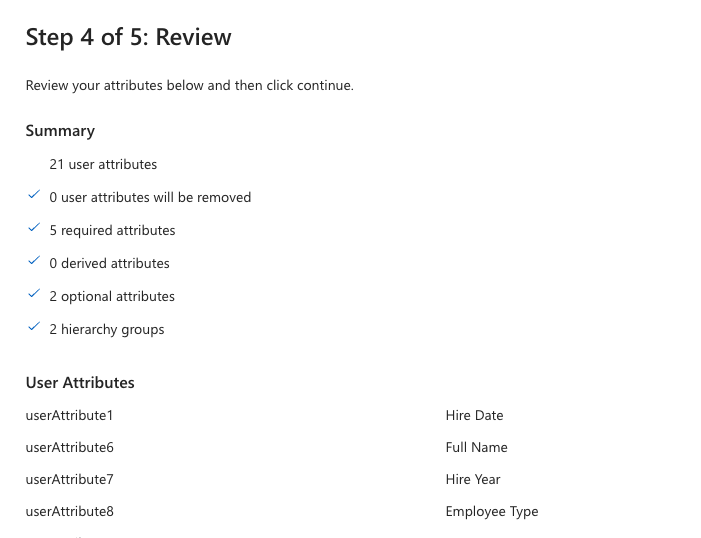 Step 4 of 5: Review
Review your attributes below and then click continue.
Summary
21 user attributes
0 user attributes will be removed
5 required attributes
0 derived attributes
2 optional attributes
2 hierarchy groups
User Attributes
userAttribute1 Hire Date
userAttribute6 Full Name
userAttribute7 Hire Year
userAttribute8 Employee Type